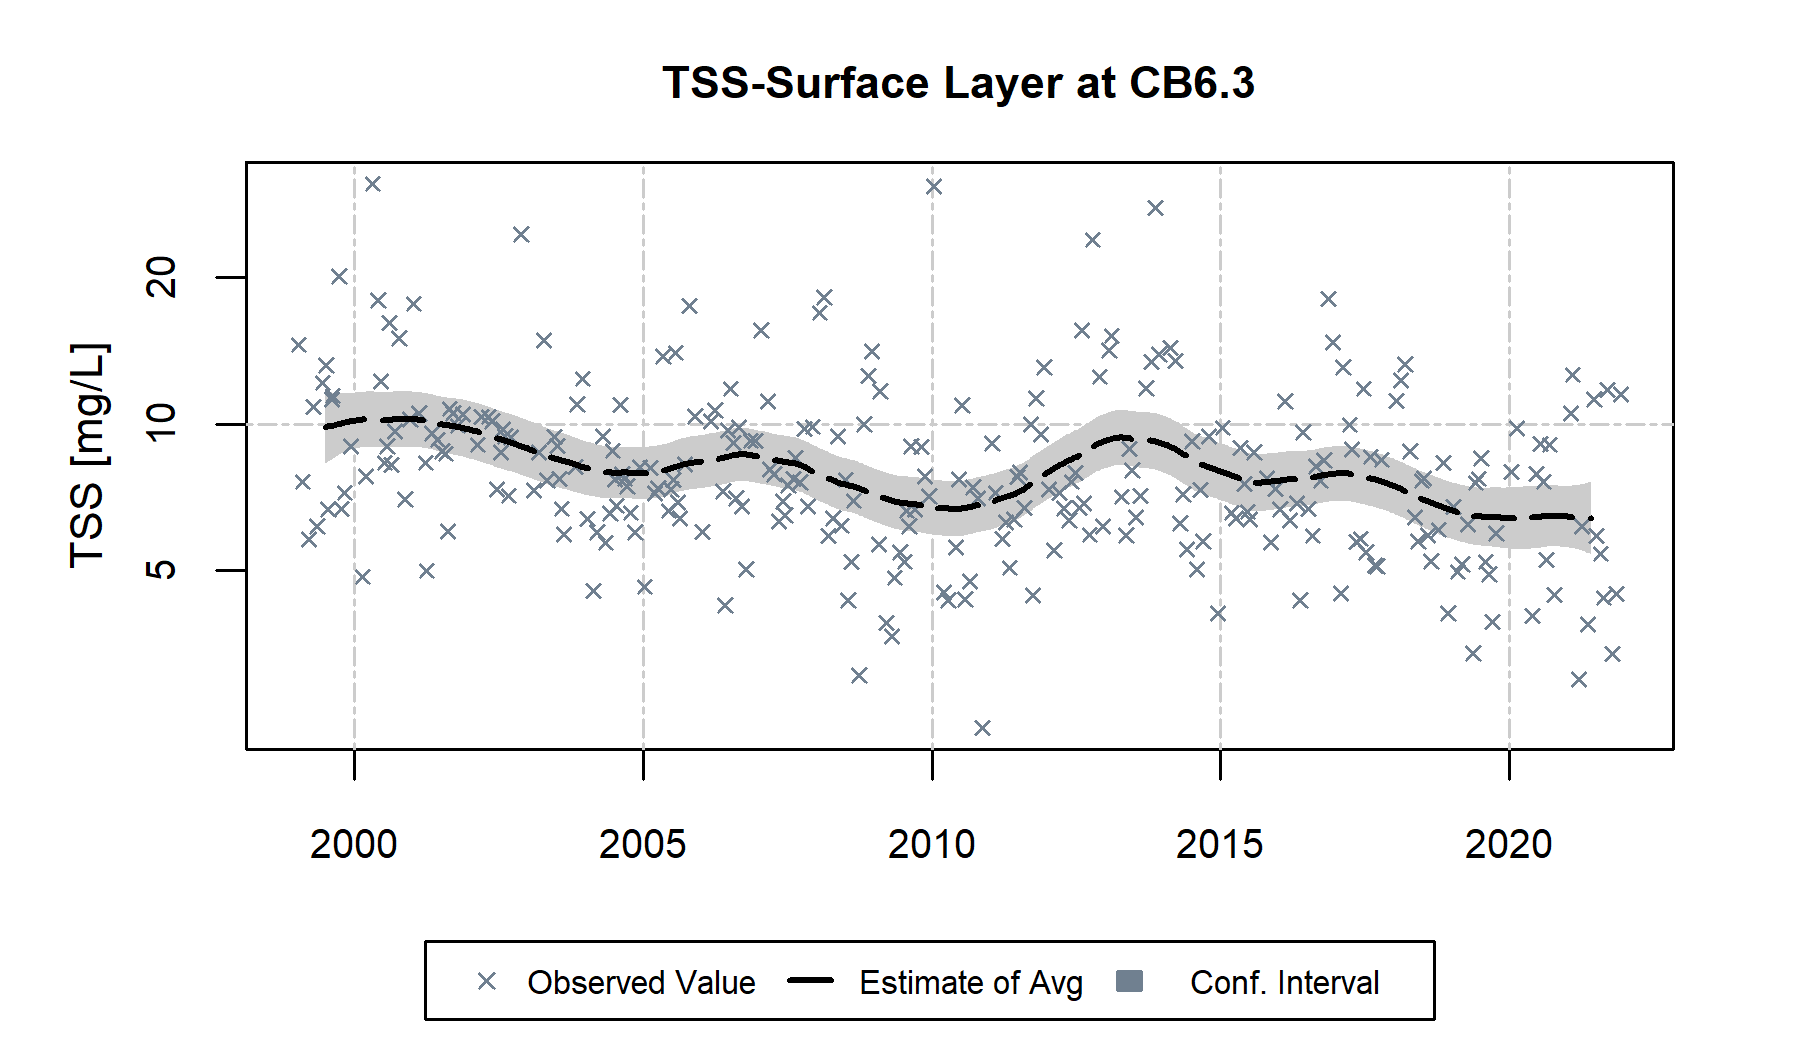 TSS-Surface Layer at CB6.3
TSS [mg/L]
20
10
5
2000 2005 2010 2015 2020
Observed Value Estimate of Avg Conf. Interval